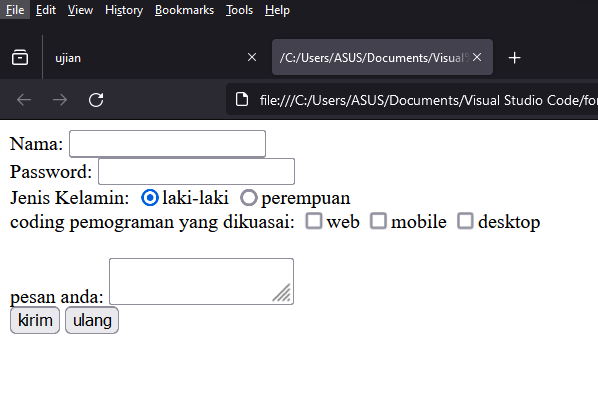 File Edit View History Bookmarks Tools Help
ujian
/C:/Users/ASUS/Documents/Visual
file:///C:/Users/ASUS/Documents/Visual Studio Code/for
Nama:
Password:
Jenis Kelamin: laki-laki perempuan
coding pemograman yang dikuasai: web mobile desktop
pesan anda:
kirim ulang